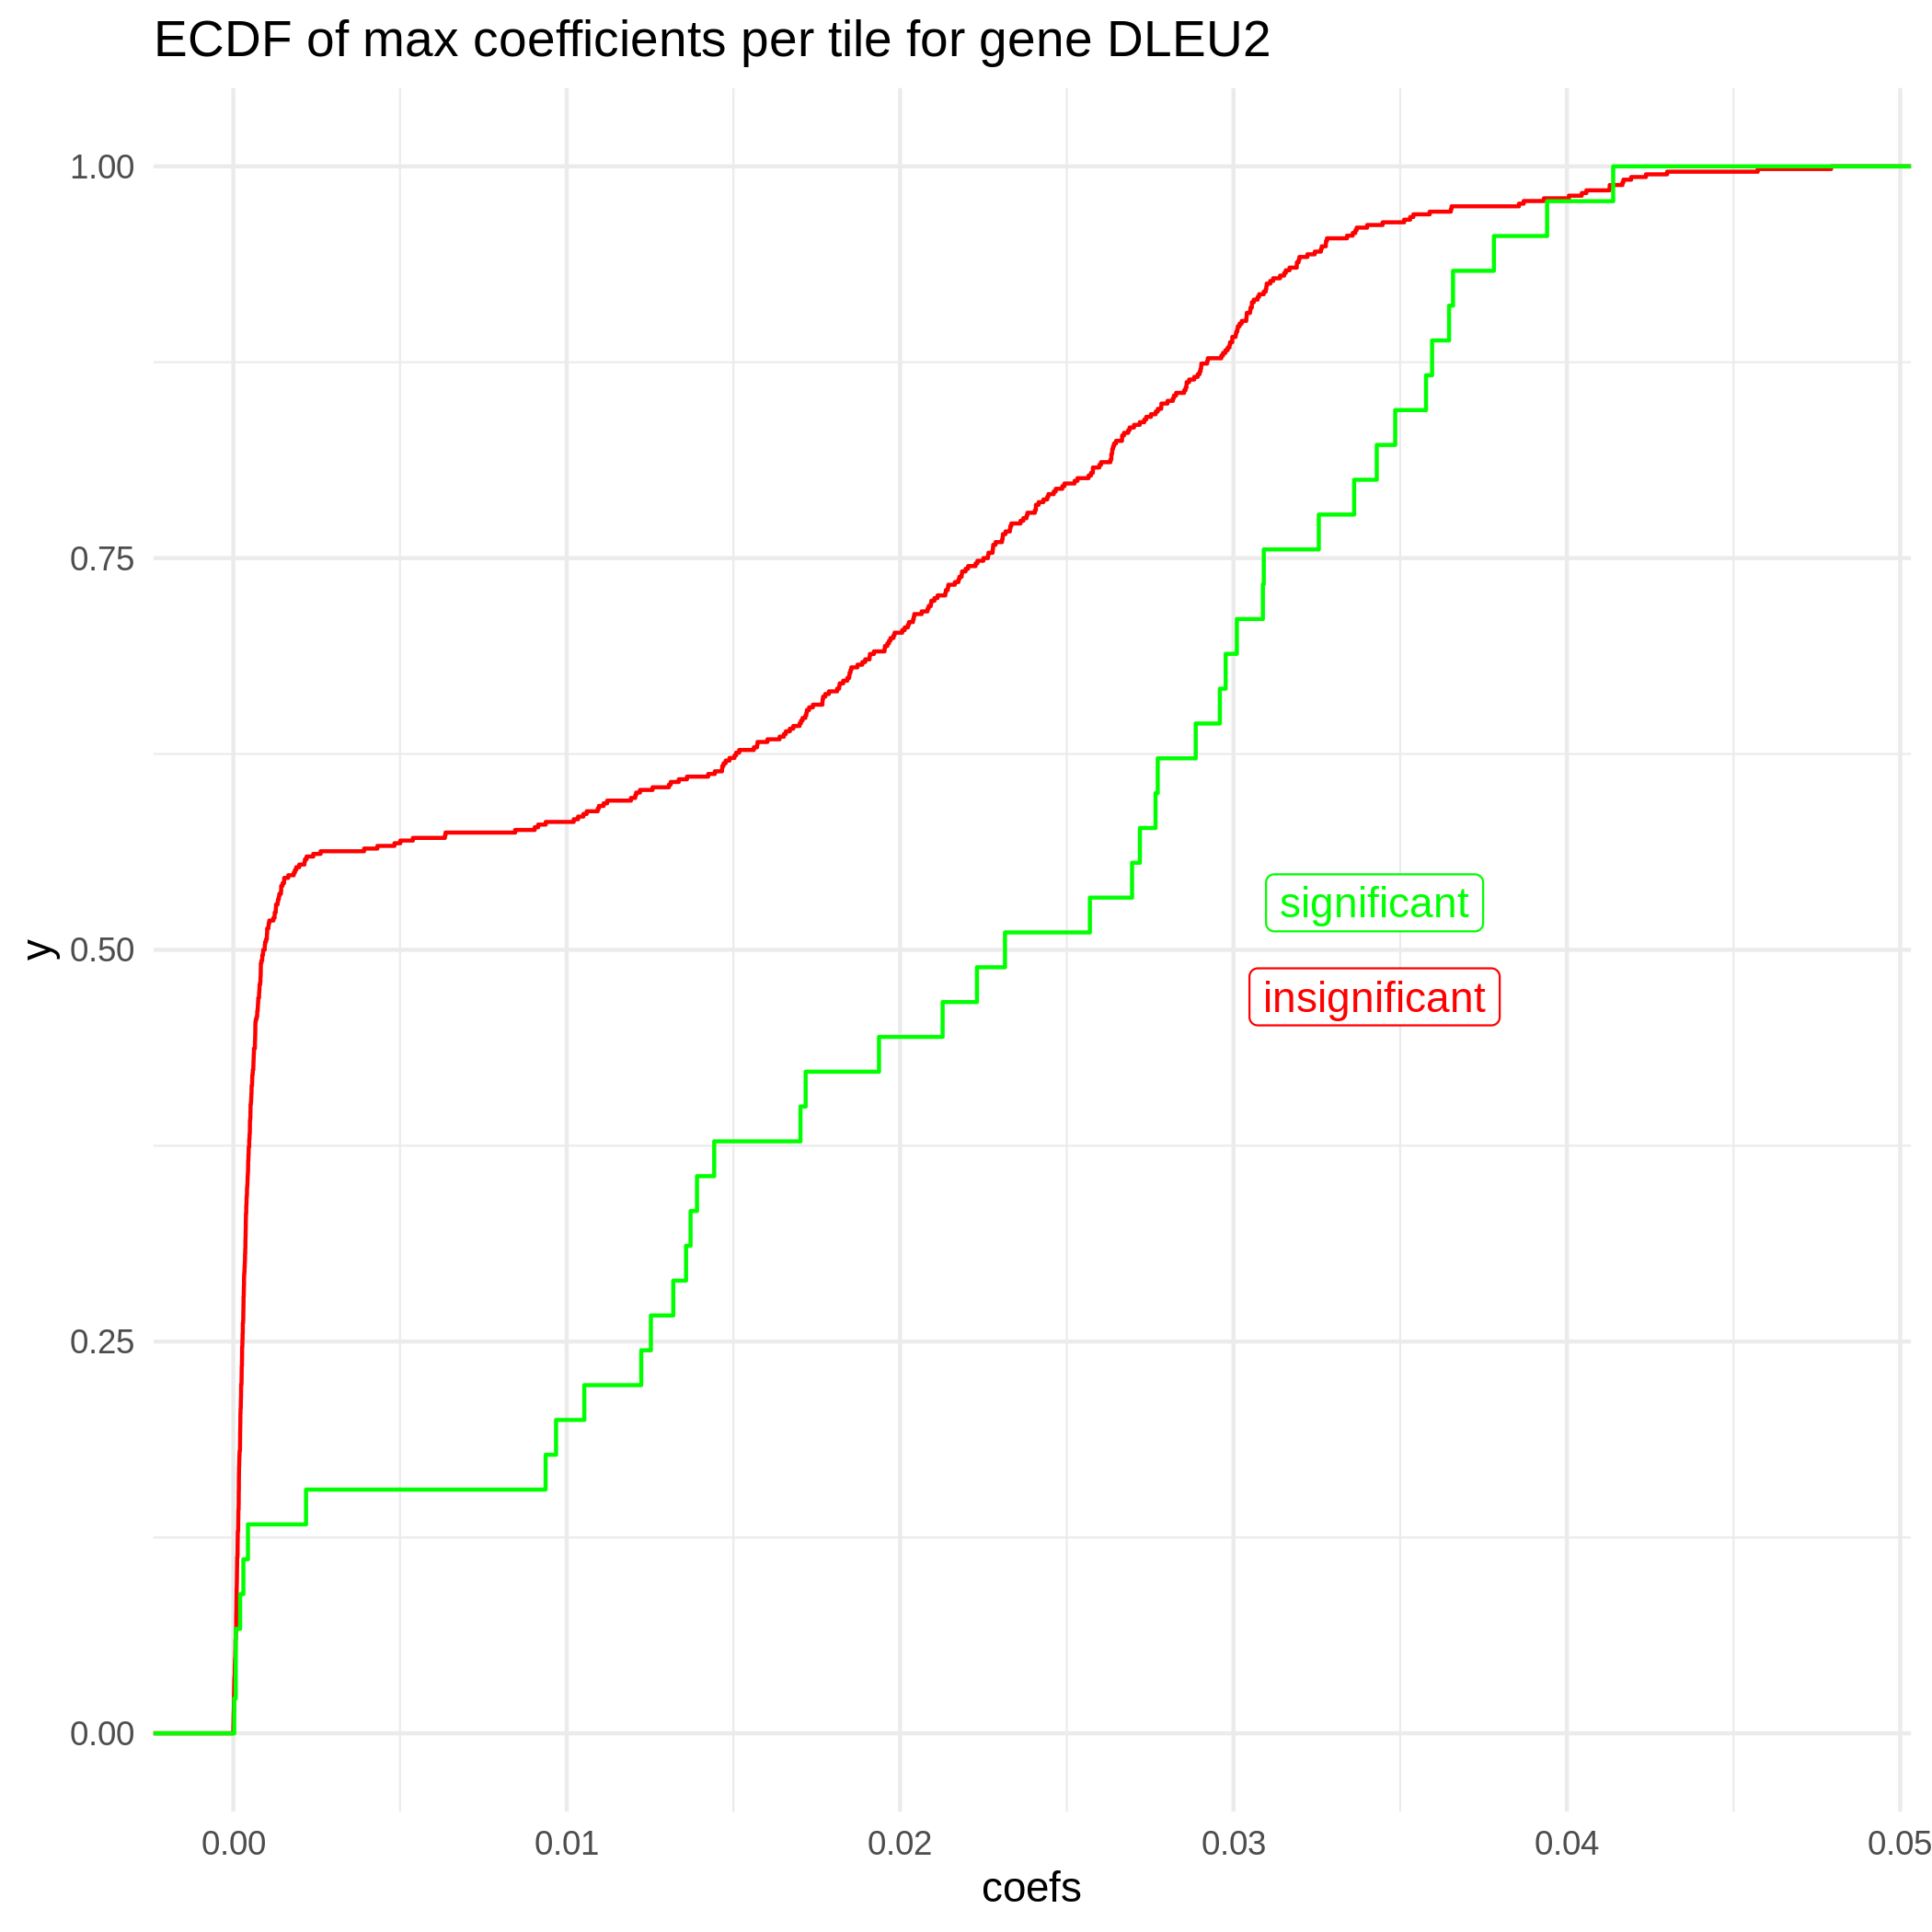 ECDF of max coefficients per tile for gene DLEU2
1.00
0.75
0.50
0.25
0.00
y
significant
insignificant
0.00 0.01 0.02 0.03 0.04 0.05
coefs